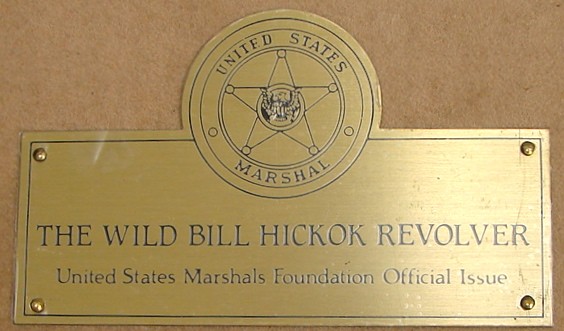 UNITED STATES
MARSHAL
THE WILD BILL HICKOK REVOLVER
United States Marshals Foundation Official Issue